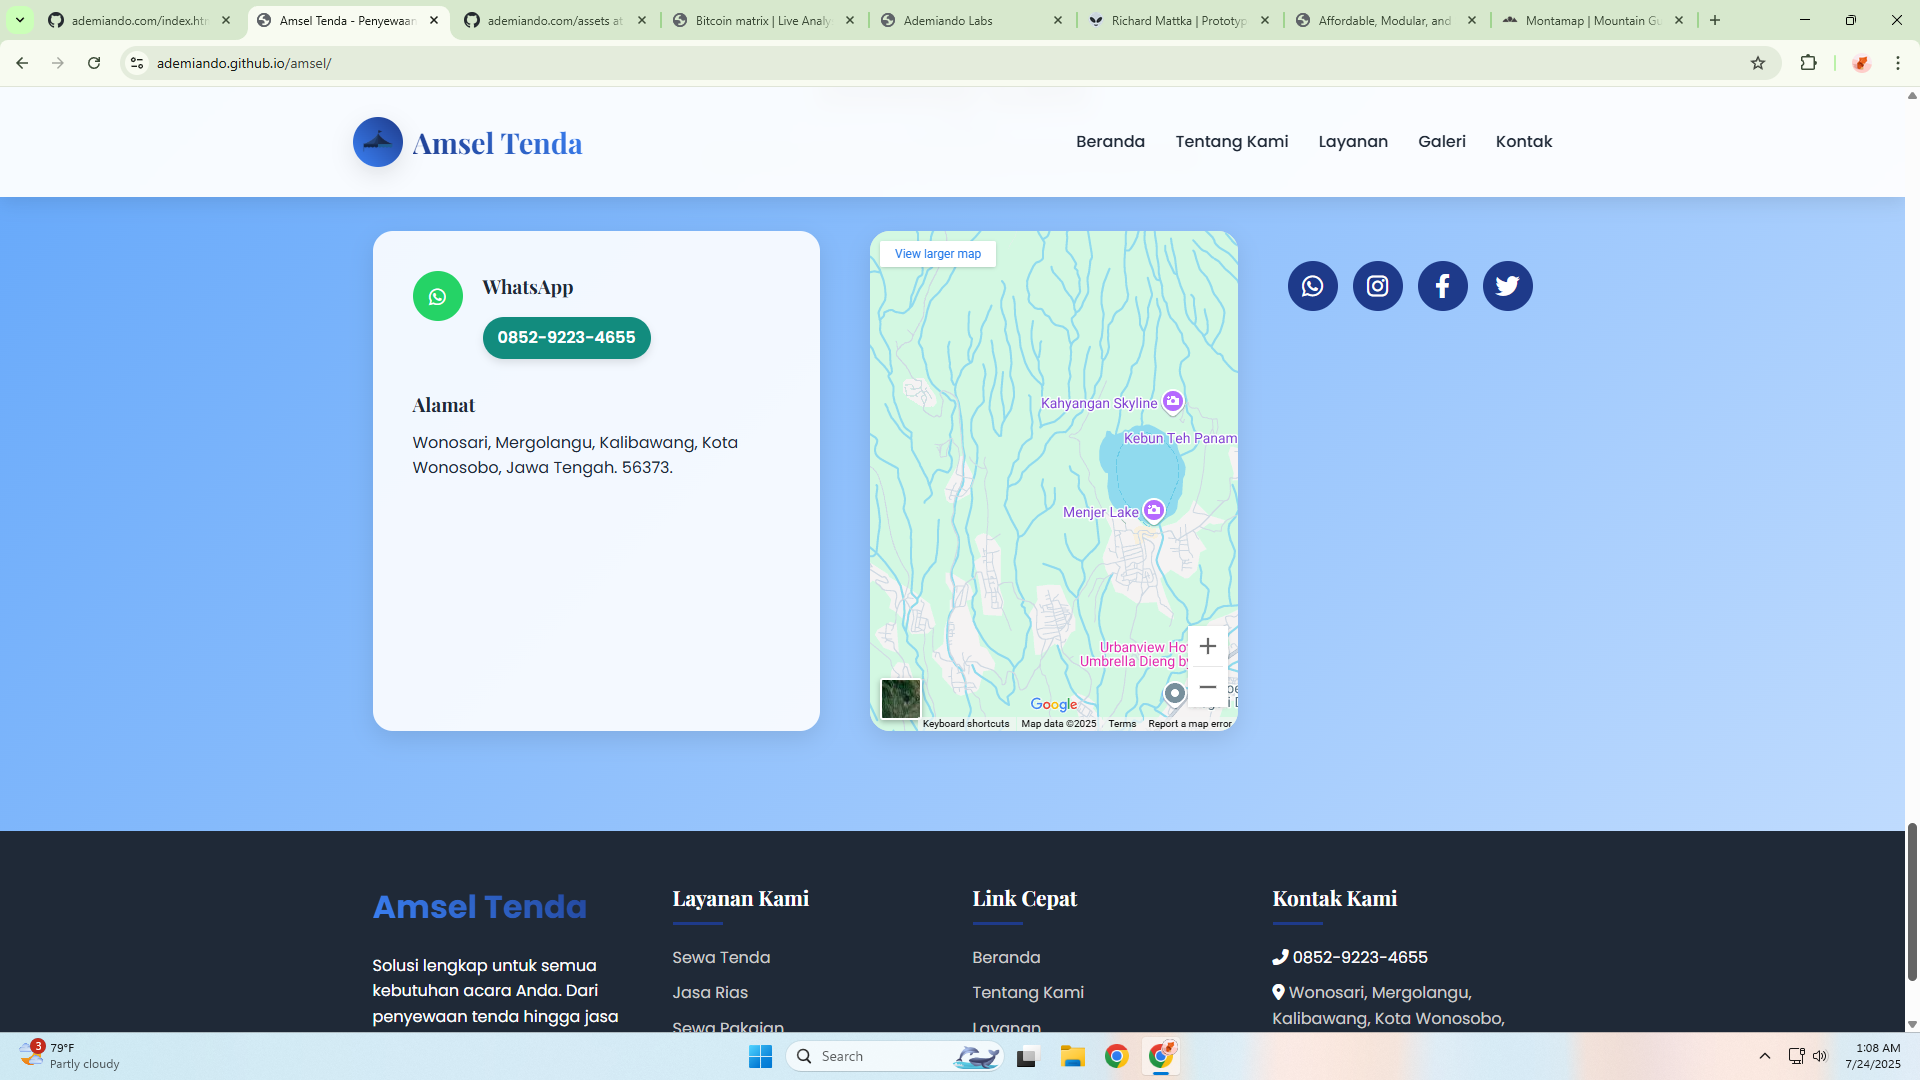 ademiando.com/index.htm
Amsel Tenda - Penyewaan
ademiando.com/assets at
Bitcoin matrix | Live Analy
Ademiando Labs
Richard Mattka | Prototyp
Affordable, Modular, and
Montamap | Mountain Gu
ademiando.github.io/amsel/
Amsel Tenda
Beranda
Tentang Kami
Layanan
Galeri
Kontak
WhatsApp
0852-9223-4655
Alamat
Wonosari, Mergolangu, Kalibawang, Kota
Wonosobo, Jawa Tengah. 56373.
View larger map
Kahyangan Skyline
Kebun Teh Panam
Menjer Lake
Urbanview Ho
Umbrella Dieng by
Google
Keyboard shortcuts
Map data ©2025
Terms
Report a map error
Amsel Tenda
Solusi lengkap untuk semua
kebutuhan acara Anda. Dari
penyewaan tenda hingga jasa
Layanan Kami
Sewa Tenda
Jasa Rias
Sewa Pakaian
Link Cepat
Beranda
Tentang Kami
Layanan
Kontak Kami
0852-9223-4655
Wonosari, Mergolangu,
Kalibawang, Kota Wonosobo,
3
79°F
Partly cloudy
Search
1:08 AM
7/24/2025